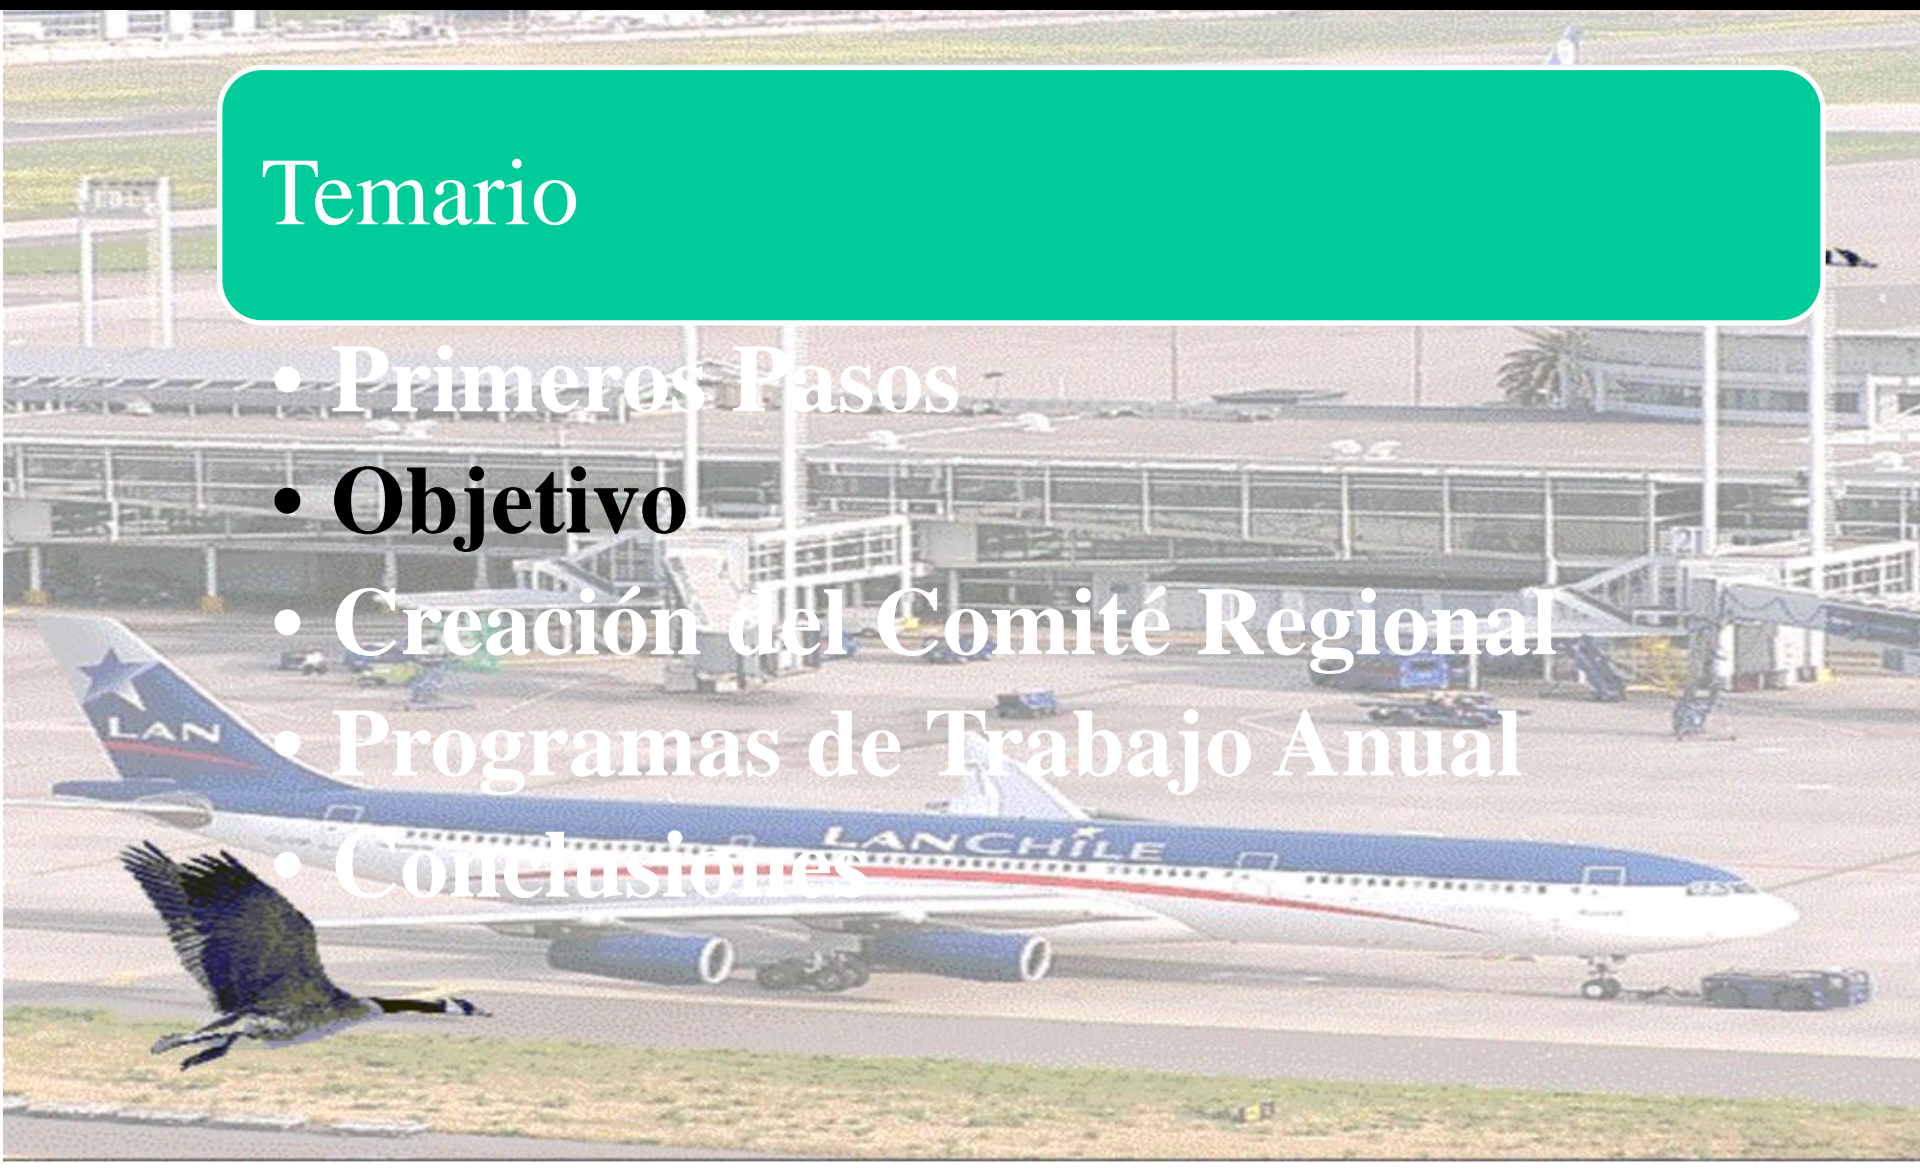 Temario
• Primeros Pasos
• Objetivo
• Creación del Comité Regional
• Programas de Trabajo Anual
• Conclusiones
LAN
LANCHILE